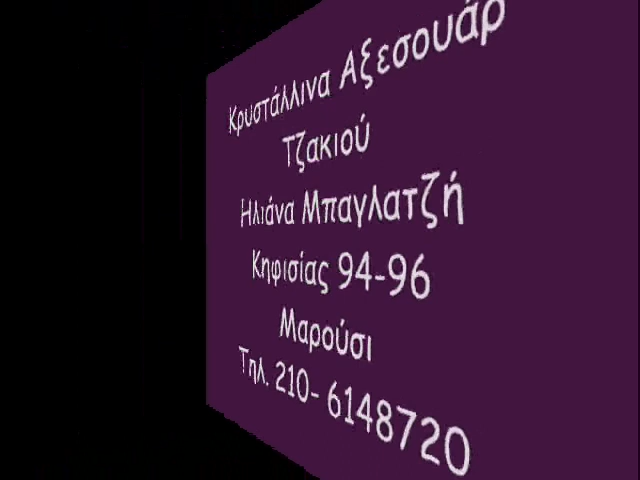 Κρυστάλλινα Αξεσουάρ
Τζακιού
Ηλιάνα Μπαγλατζή
Κηφισίας 94-96
Μαρούσι
Τηλ. 210- 6148720